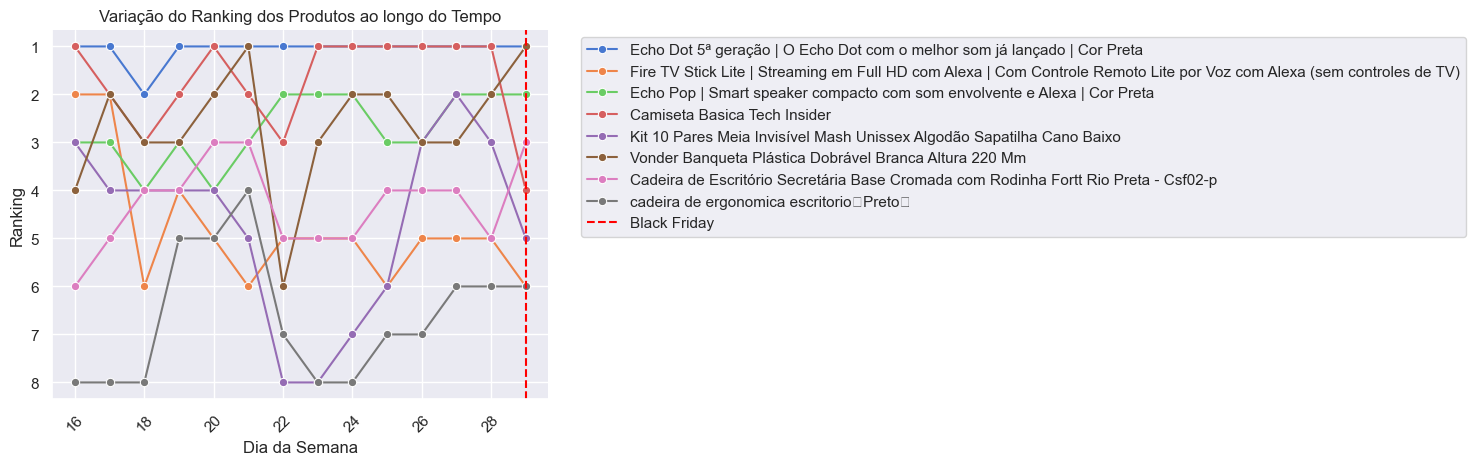 Variação do Ranking dos Produtos ao longo do Tempo
Ranking
1
2
3
4
5
6
7
8
16
18
20
22
24
26
28
Dia da Semana
Echo Dot 5ª geração | O Echo Dot com o melhor som já lançado | Cor Preta
Fire TV Stick Lite | Streaming em Full HD com Alexa | Com Controle Remoto Lite por Voz com Alexa (sem controles de TV)
Echo Pop | Smart speaker compacto com som envolvente e Alexa | Cor Preta
Camiseta Basica Tech Insider
Kit 10 Pares Meia Invisível Mash Unissex Algodão Sapatilha Cano Baixo
Vonder Banqueta Plástica Dobrável Branca Altura 220 Mm
Cadeira de Escritório Secretária Base Cromada com Rodinha Fortt Rio Preta - Csf02-p
cadeira de ergonomica escritorio▯Preto▯
Black Friday